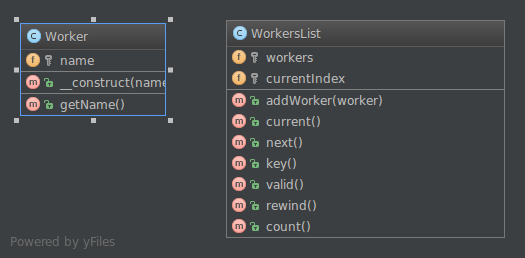 Worker
name
__construct(name
getName()
WorkersList
workers
currentIndex
addWorker(worker)
current()
next()
key()
valid()
rewind()
count()
Powered by yFiles